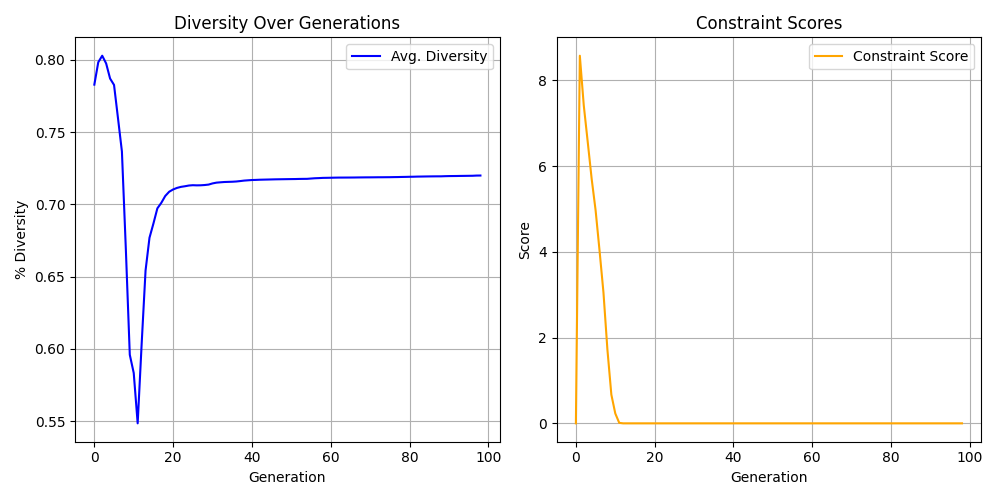 Diversity Over Generations
Avg. Diversity
% Diversity
0.80
0.75
0.70
0.65
0.60
0.55
0 20 40 60 80 100
Generation
Constraint Scores
Constraint Score
Score
8
6
4
2
0
0 20 40 60 80 100
Generation